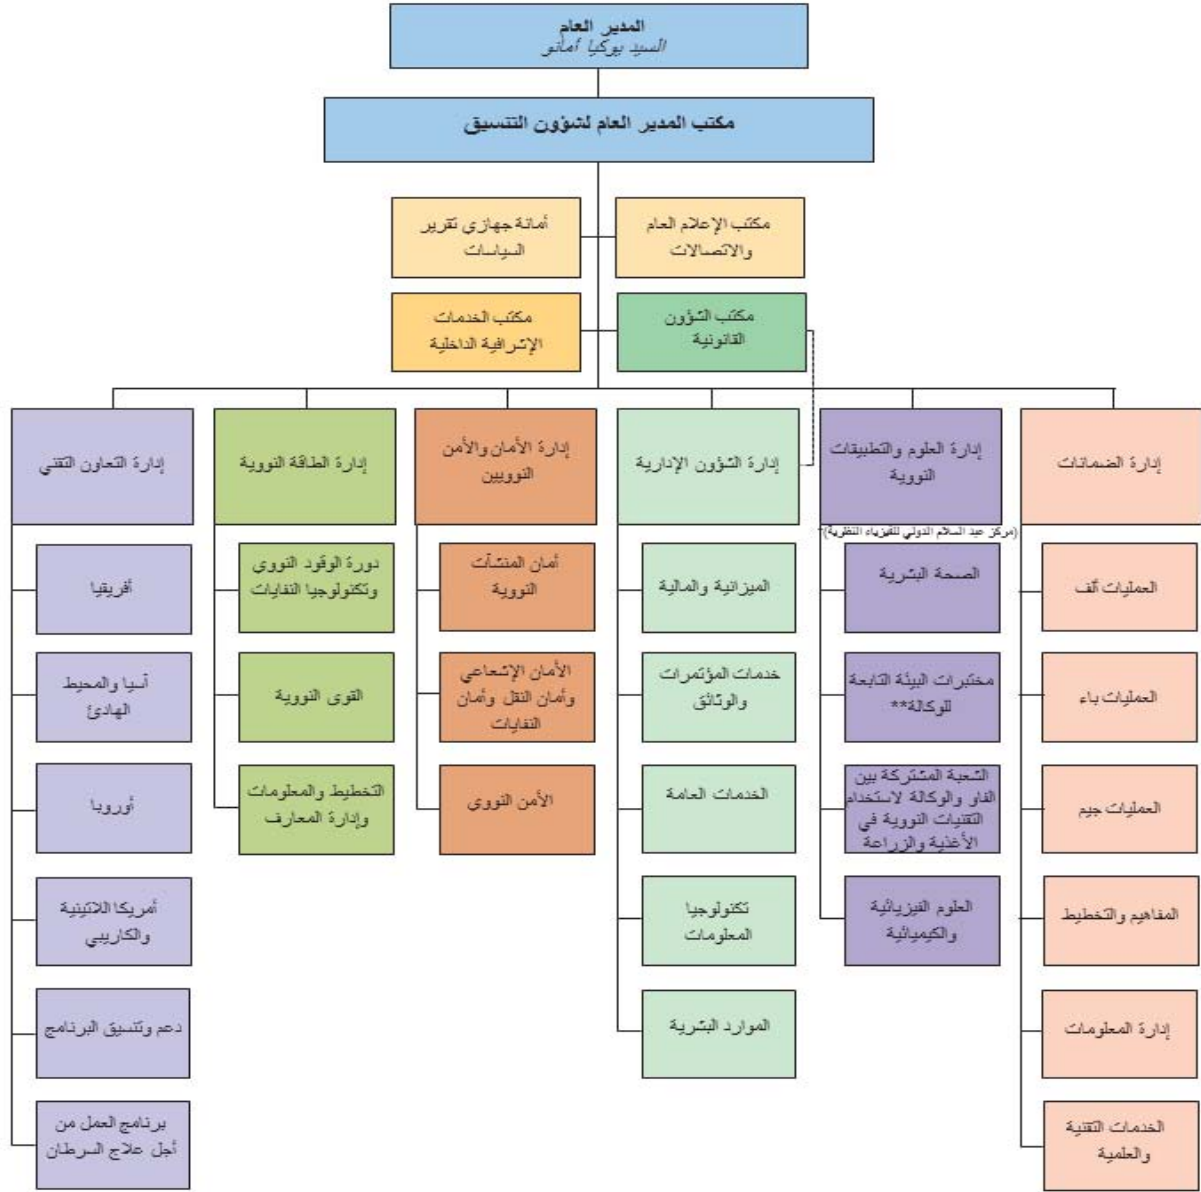 المدير العام
السيد يوكيا أمانو
مكتب المدير العام لشؤون التنسيق
مكتب الإعلام العام
والاتصالات
أمانة جهازي تقرير
السياسات
مكتب الشؤون
القانونية
مكتب الخدمات
الإشرافية الداخلية
إدارة الضمانات
العمليات ألف
العمليات باء
العمليات جيم
المفاهيم والتخطيط
إدارة المعلومات
الخدمات التقنية
والعلمية
إدارة العلوم والتطبيقات
النووية
(مركز عبد السلام الدولي للفيزياء النظرية)*
الصحة البشرية
مختبرات البيئة التابعة
للوكالة**
الشعبة المشتركة بين
الفاو والوكالة لاستخدام
التقنيات النووية في
الأغذية والزراعة
العلوم الفيزيائية
والكيميائية
إدارة الشؤون الإدارية
الميزانية والمالية
خدمات المؤتمرات
والوثائق
الخدمات العامة
تكنولوجيا
المعلومات
الموارد البشرية
إدارة الأمان والأمن
النوويين
أمان المنشآت
النووية
الأمان الإشعاعي
وأمان النقل وأمان
النفايات
الأمن النووي
إدارة الطاقة النووية
دورة الوقود النووي
وتكنولوجيا النفايات
القوى النووية
التخطيط والمعلومات
وإدارة المعارف
إدارة التعاون التقني
أفريقيا
آسيا والمحيط
الهادئ
أوروبا
أمريكا اللاتينية
والكاريبي
دعم وتنسيق البرنامج
برنامج العمل من
أجل علاج السرطان